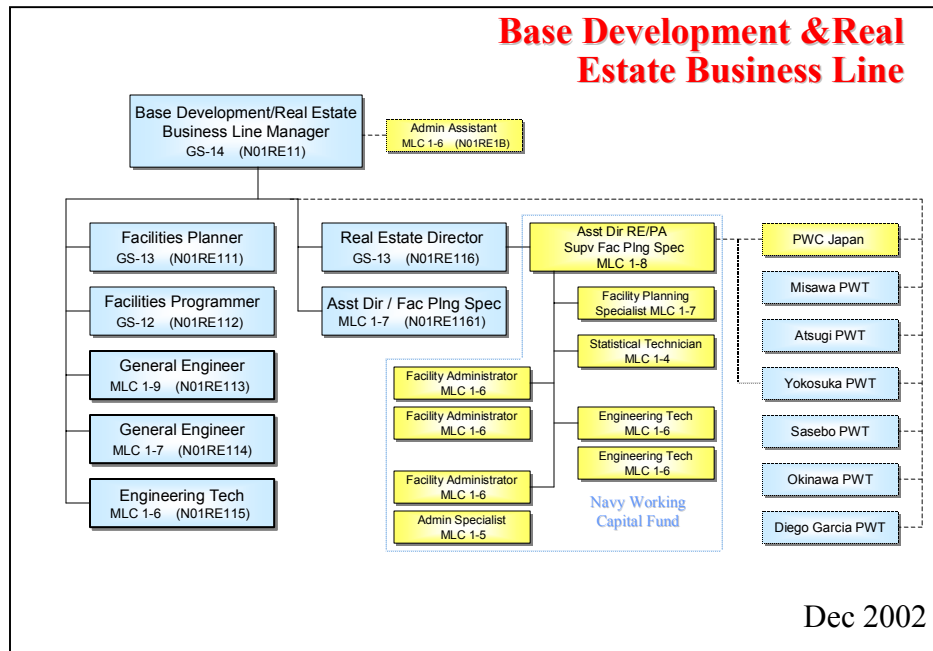 Base Development &Real
Estate Business Line
Base Development/Real Estate
Business Line Manager
GS-14 (N01RE11)
Admin Assistant
MLC 1-6 (N01RE1B)
Facilities Planner
GS-13 (N01RE111)
Facilities Programmer
GS-12 (N01RE112)
General Engineer
MLC 1-9 (N01RE113)
General Engineer
MLC 1-7 (N01RE114)
Engineering Tech
MLC 1-6 (N01RE115)
Real Estate Director
GS-13 (N01RE116)
Asst Dir / Fac Plng Spec
MLC 1-7 (N01RE1161)
Asst Dir RE/PA
Supv Fac Plng Spec
MLC 1-8
Facility Planning
Specialist MLC 1-7
Statistical Technician
MLC 1-4
Facility Administrator
MLC 1-6
Facility Administrator
MLC 1-6
Engineering Tech
MLC 1-6
Engineering Tech
MLC 1-6
Facility Administrator
MLC 1-6
Admin Specialist
MLC 1-5
Navy Working
Capital Fund
PWC Japan
Misawa PWT
Atsugi PWT
Yokosuka PWT
Sasebo PWT
Okinawa PWT
Diego Garcia PWT
Dec 2002